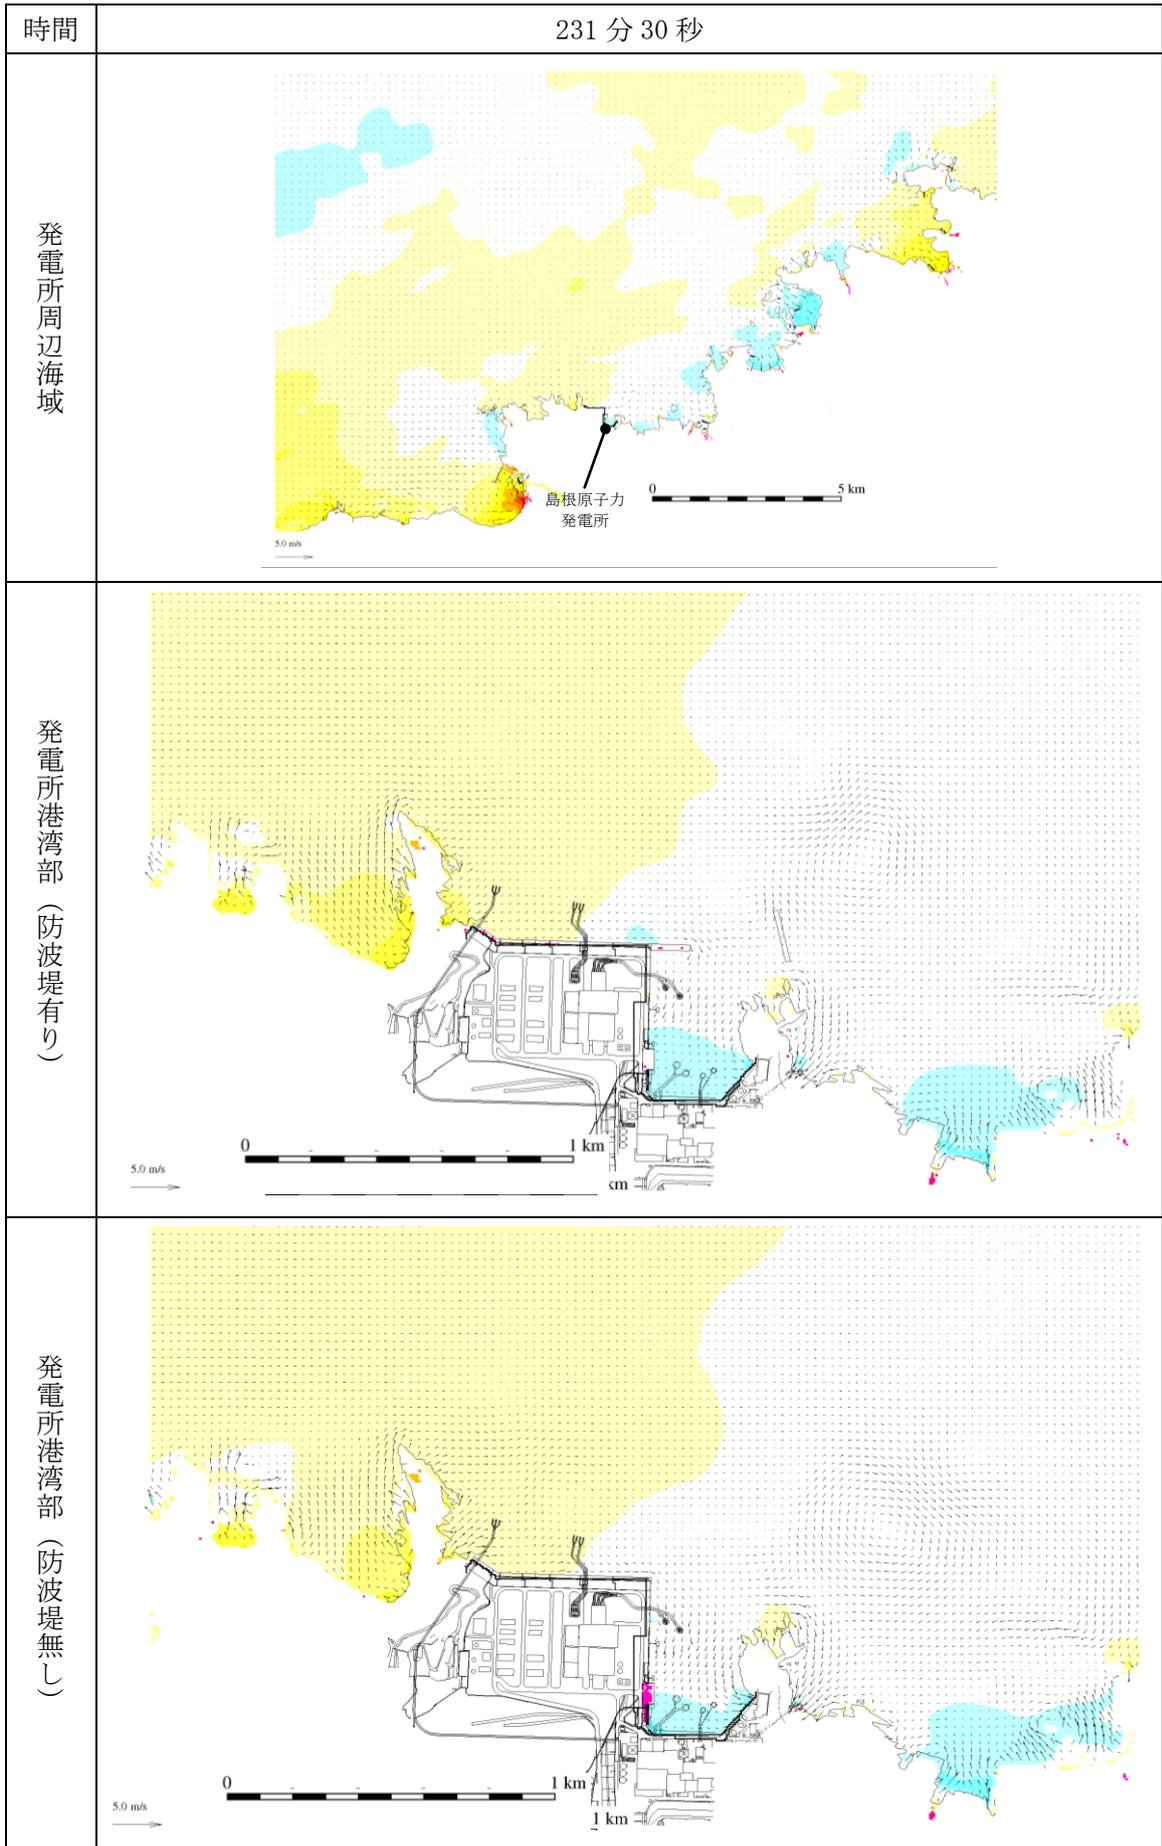 時間
231 分 30 秒
発電所周辺海域
島根原子力
発電所
0
5 km
5.0 m/s
発電所港湾部（防波堤有り）
0
1 km
5.0 m/s
km
発電所港湾部（防波堤無し）
0
1 km
5.0 m/s
1 km